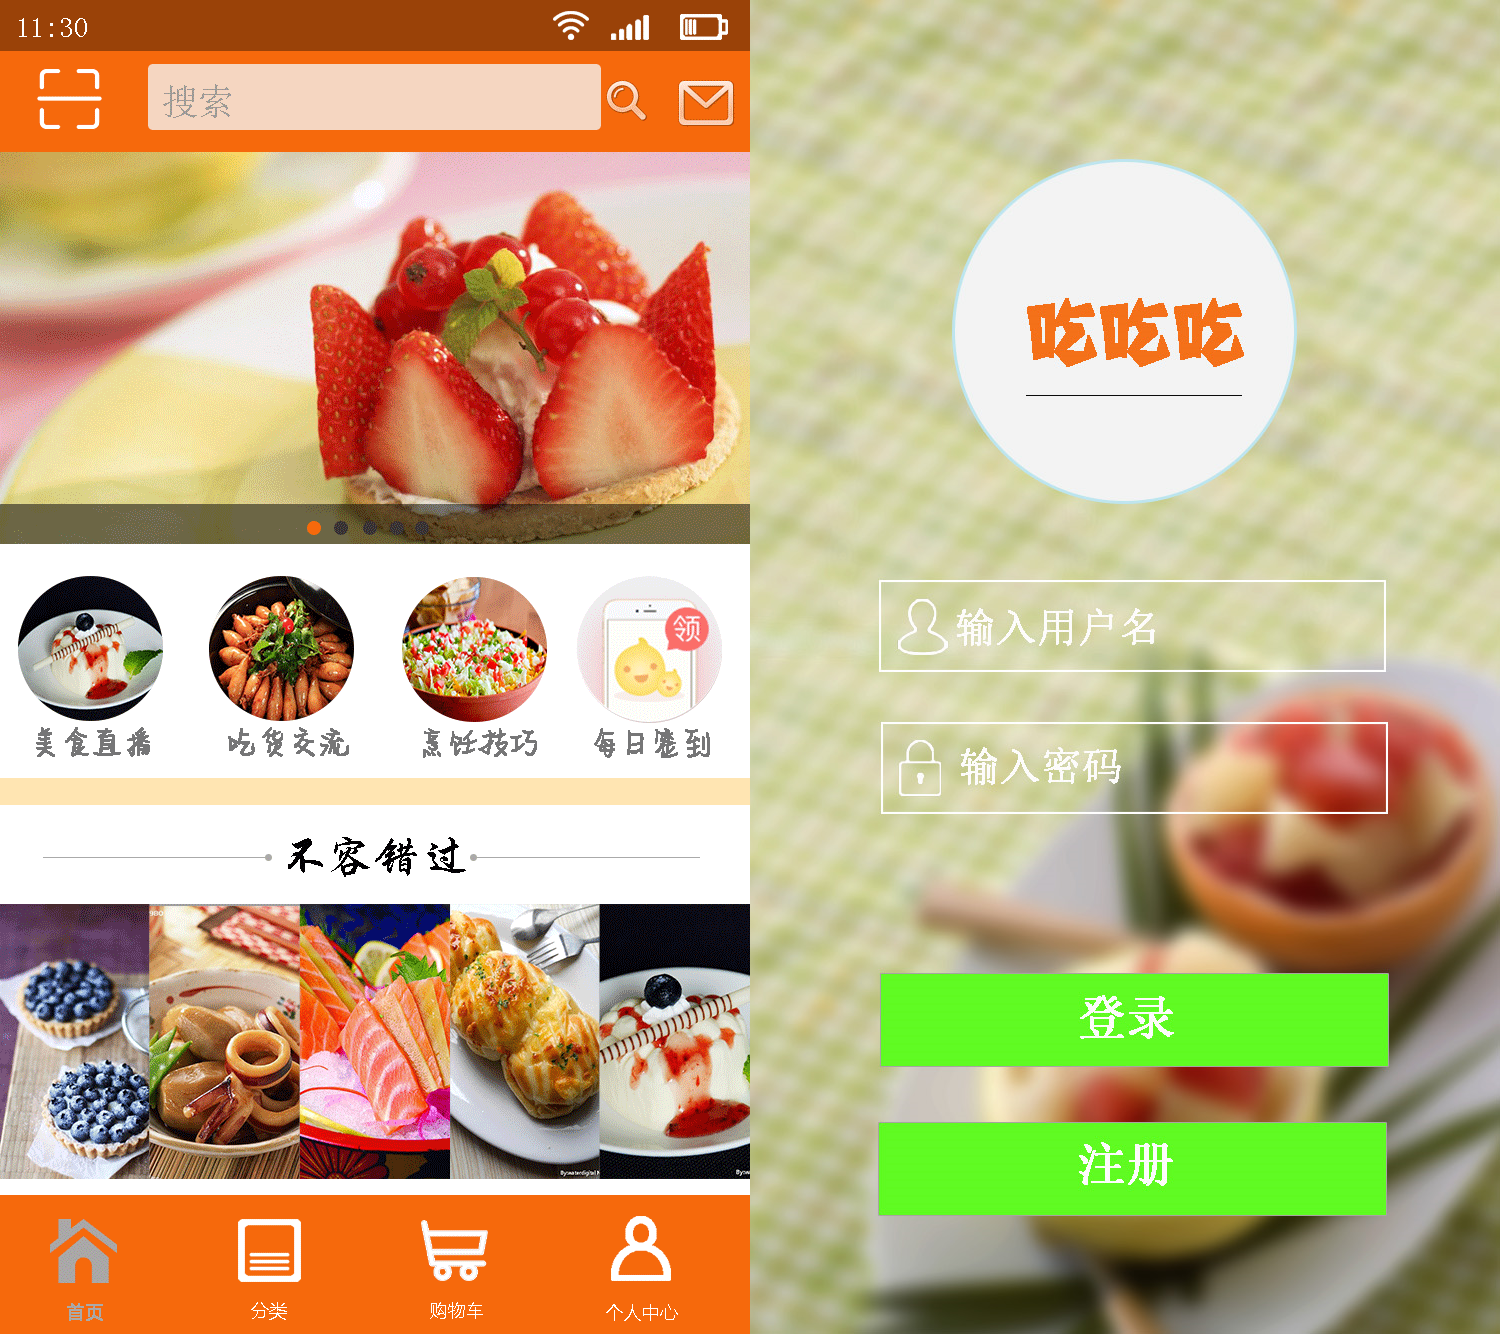 11:30
搜索
领
美食直播
吃货交流
烹饪技巧
每日签到
不容错过
首页
分类
购物车
个人中心
吃吃吃
输入用户名
输入密码
登录
注册